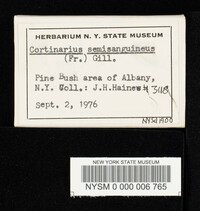 HERBARIUM N. Y. STATE MUSEUM
Cortinarius semisanguineus
(Fr.) Gill.
Pine Bush area of Albany,
N.Y. Coll.: J.H.Haines
Sept. 2, 1976
NEW YORK STATE MUSEUM
NYSM 0 000 006 765